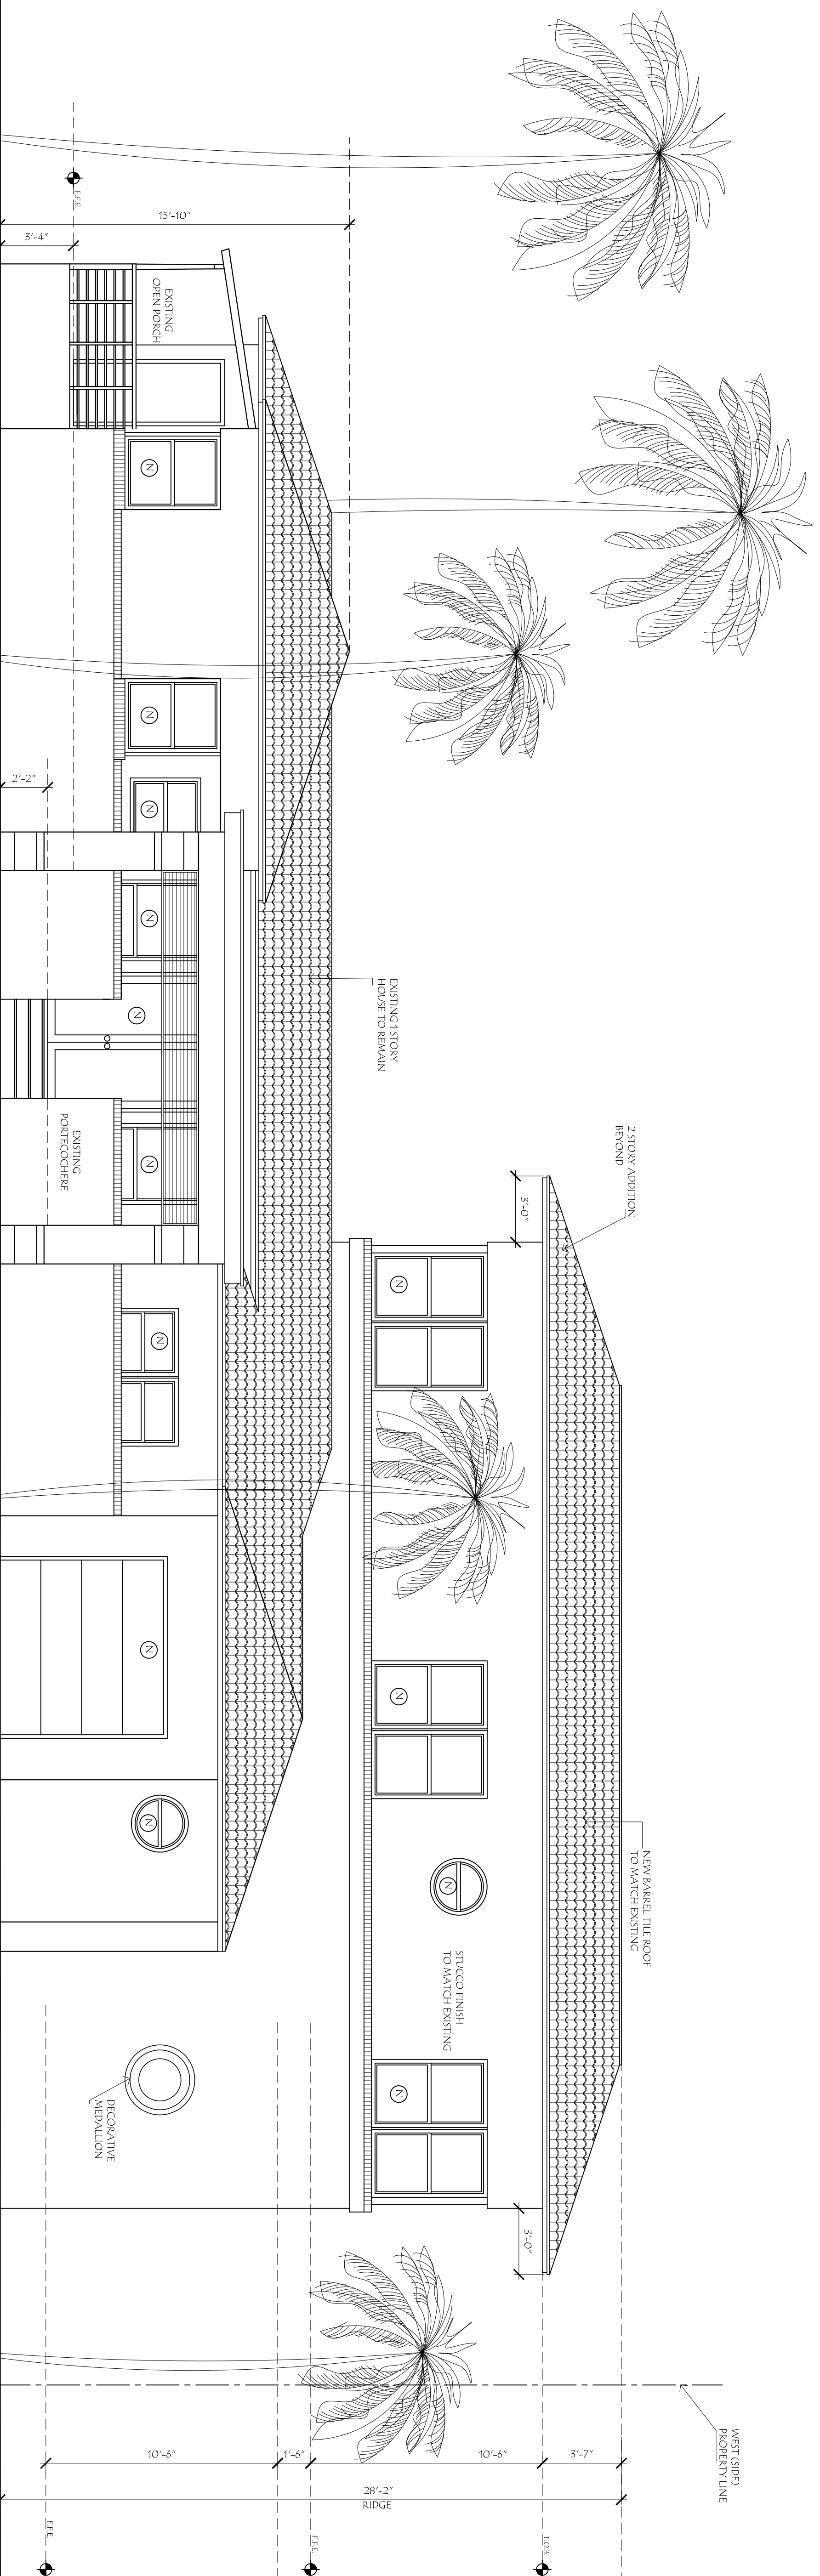 WEST (SIDE)
PROPERTY LINE
NEW BARREL TILE ROOF
TO MATCH EXISTING
2 STORY ADDITION
BEYOND
3'-0"
3'-0"
STUCCO FINISH
TO MATCH EXISTING
N
N
N
N
EXISTING 1 STORY
HOUSE TO REMAIN
15'-10"
3'-4"
F.F.E.
EXISTING
OPEN PORCH
N
N
N
N
N
N
N
N
N
2'-2"
EXISTING
PORTECOCHERE
DECORATIVE
MEDALLION
3'-7"
10'-6"
1'-6"
10'-6"
28'-2"
RIDGE
T.O.B.
F.F.E.
F.F.E.